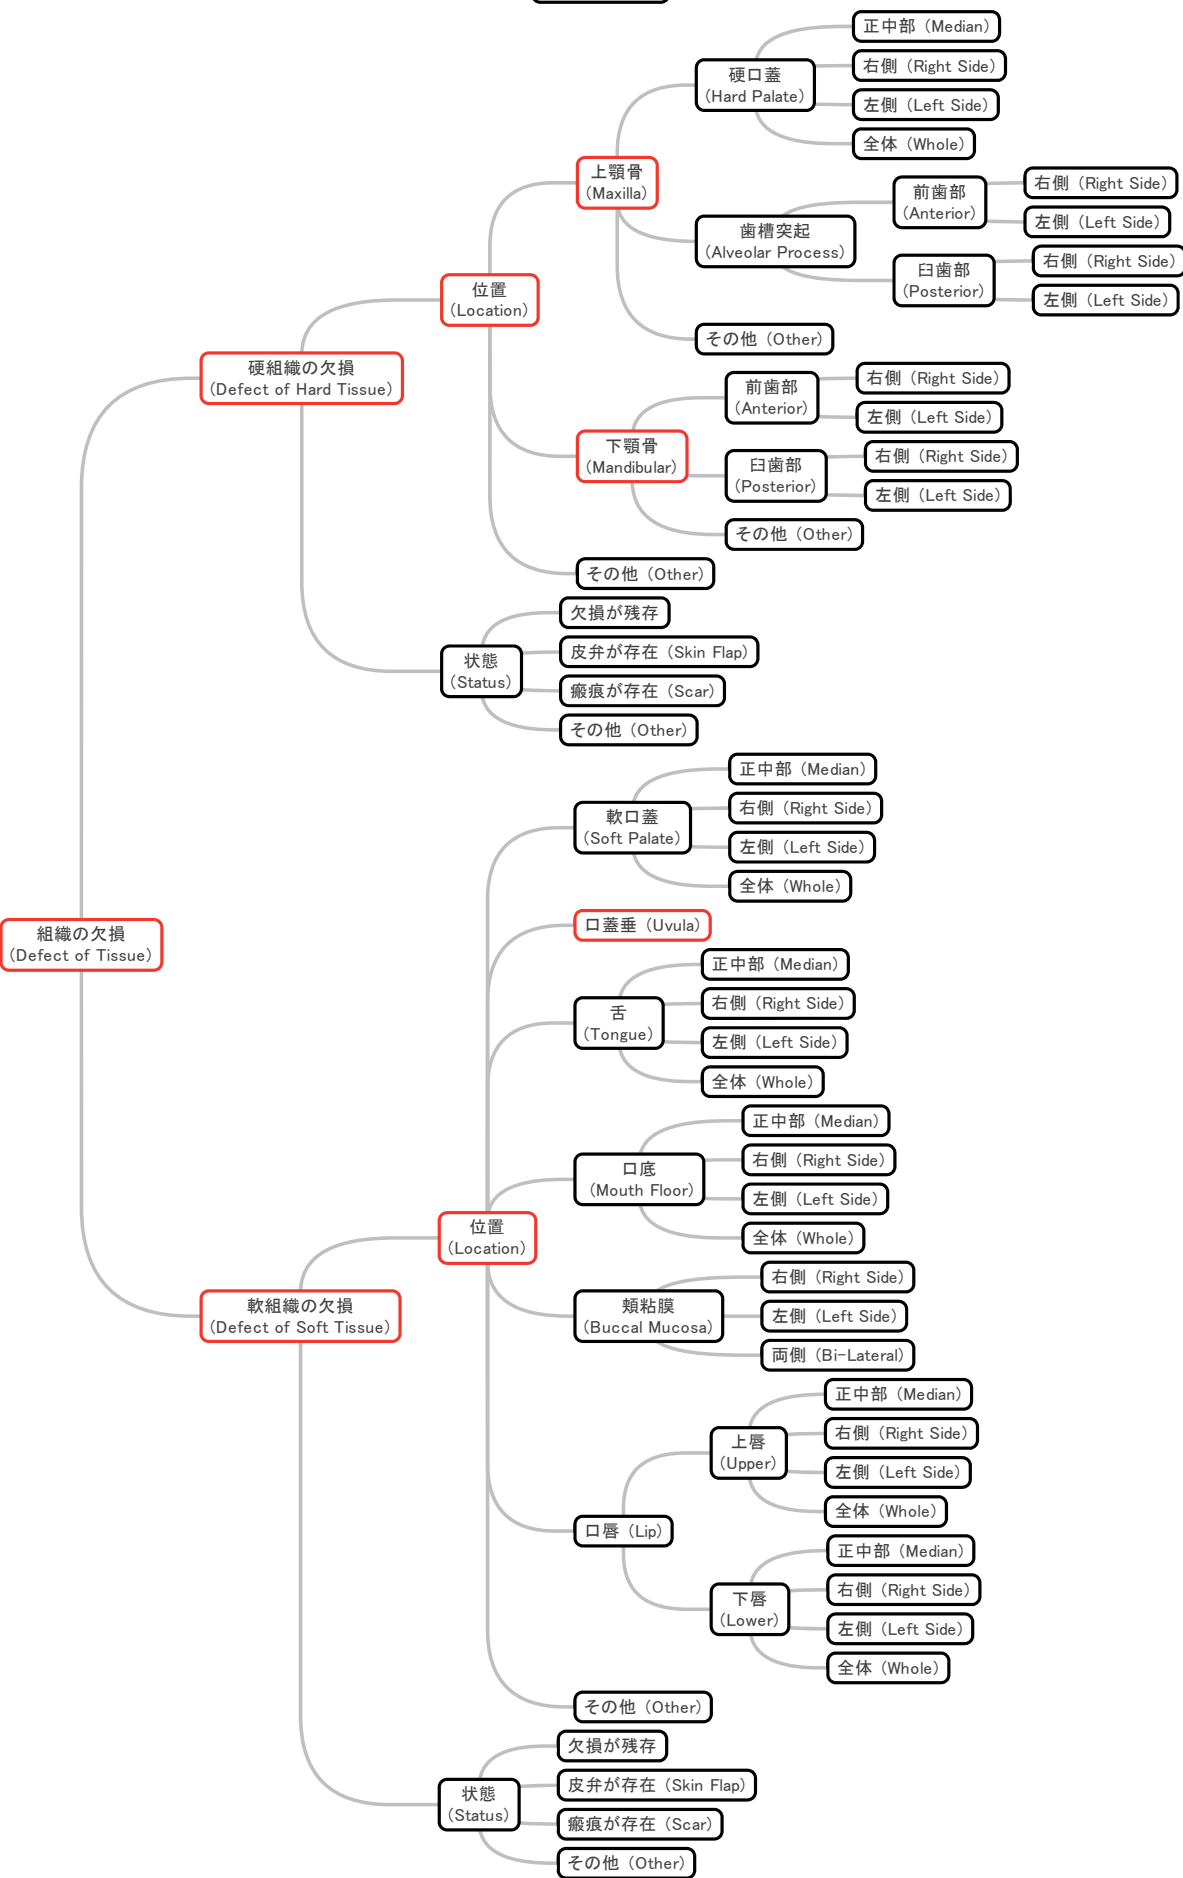 正中部（Median）
硬口蓋
（Hard Palate）
右側（Right Side）
左側（Left Side）
全体（Whole）
上顎骨
（Maxilla）
歯槽突起
（Alveolar Process）
前歯部
（Anterior）
右側（Right Side）
左側（Left Side）
臼歯部
（Posterior）
右側（Right Side）
左側（Left Side）
その他（Other）
位置
（Location）
硬組織の欠損
（Defect of Hard Tissue）
下顎骨
（Mandibular）
前歯部
（Anterior）
右側（Right Side）
左側（Left Side）
臼歯部
（Posterior）
右側（Right Side）
左側（Left Side）
その他（Other）
その他（Other）
状態
（Status）
欠損が残存
皮弁が存在（Skin Flap）
瘢痕が存在（Scar）
その他（Other）
組織の欠損
（Defect of Tissue）
軟口蓋
（Soft Palate）
正中部（Median）
右側（Right Side）
左側（Left Side）
全体（Whole）
口蓋垂（Uvula）
舌
（Tongue）
正中部（Median）
右側（Right Side）
左側（Left Side）
全体（Whole）
口底
（Mouth Floor）
正中部（Median）
右側（Right Side）
左側（Left Side）
全体（Whole）
位置
（Location）
軟組織の欠損
（Defect of Soft Tissue）
頬粘膜
（Buccal Mucosa）
右側（Right Side）
左側（Left Side）
両側（Bi-Lateral）
口唇（Lip）
上唇
（Upper）
正中部（Median）
右側（Right Side）
左側（Left Side）
全体（Whole）
下唇
（Lower）
正中部（Median）
右側（Right Side）
左側（Left Side）
全体（Whole）
その他（Other）
状態
（Status）
欠損が残存
皮弁が存在（Skin Flap）
瘢痕が存在（Scar）
その他（Other）